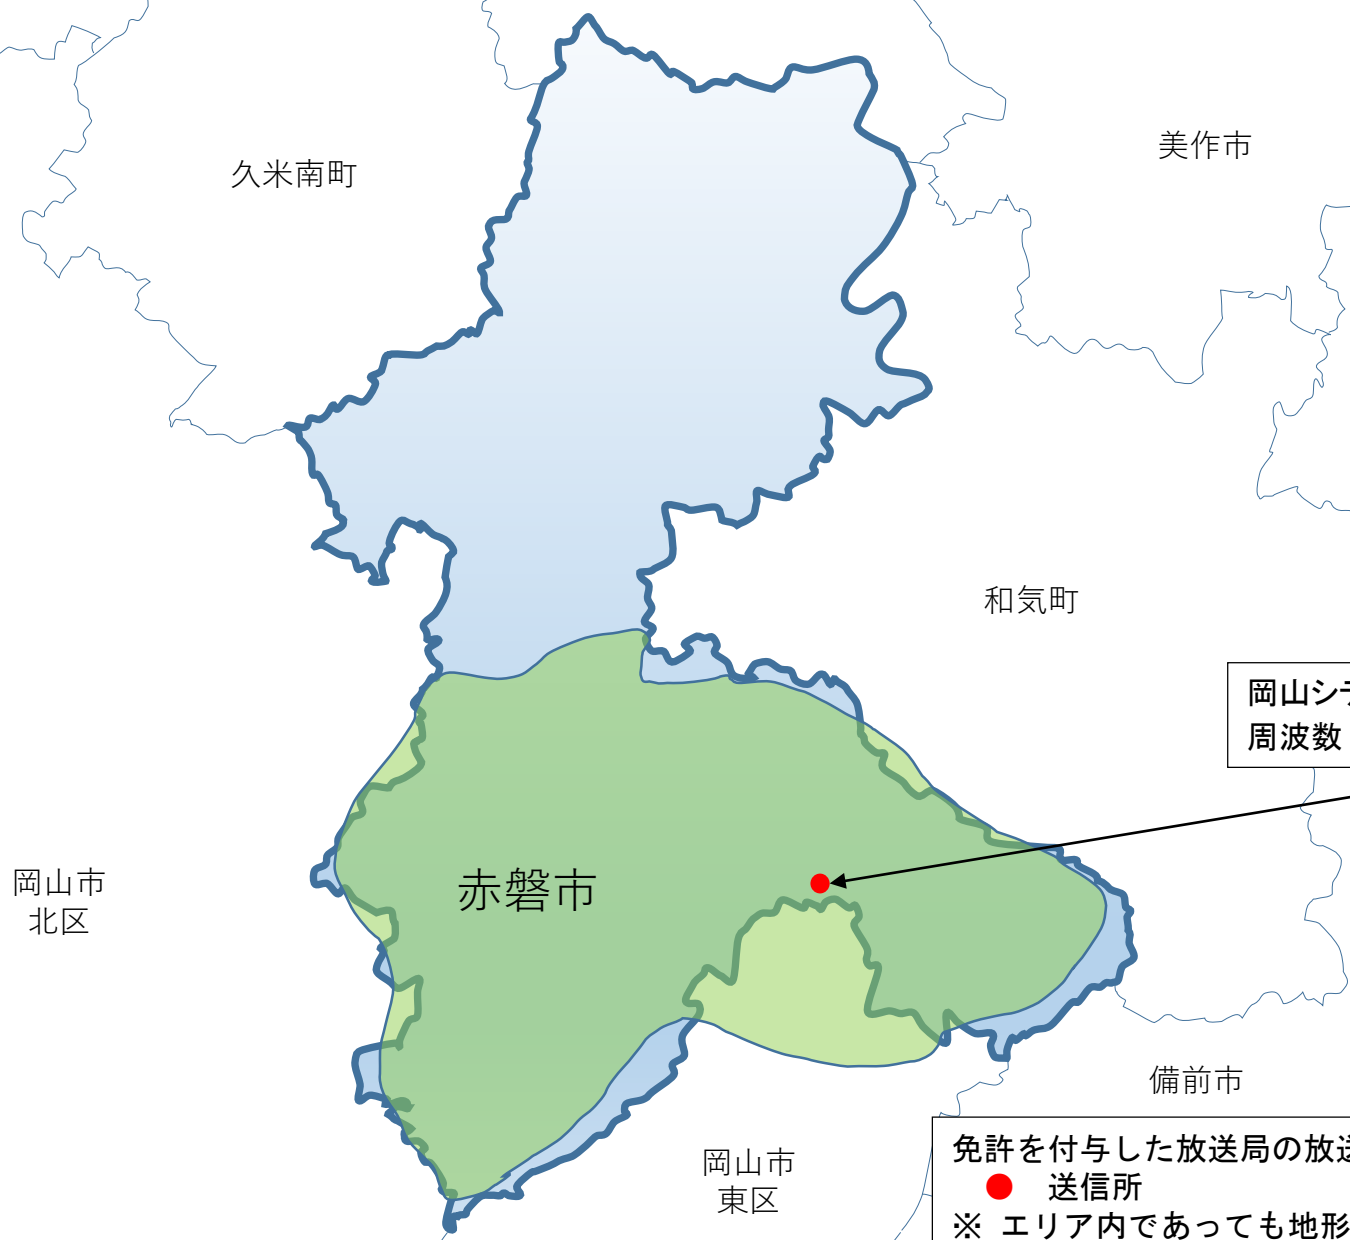 久米南町
美作市
和気町
岡山シ
周波数
赤磐市
岡山市
北区
備前市
岡山市
東区
免許を付与した放送局の放送
送信所
※ エリア内であっても地形